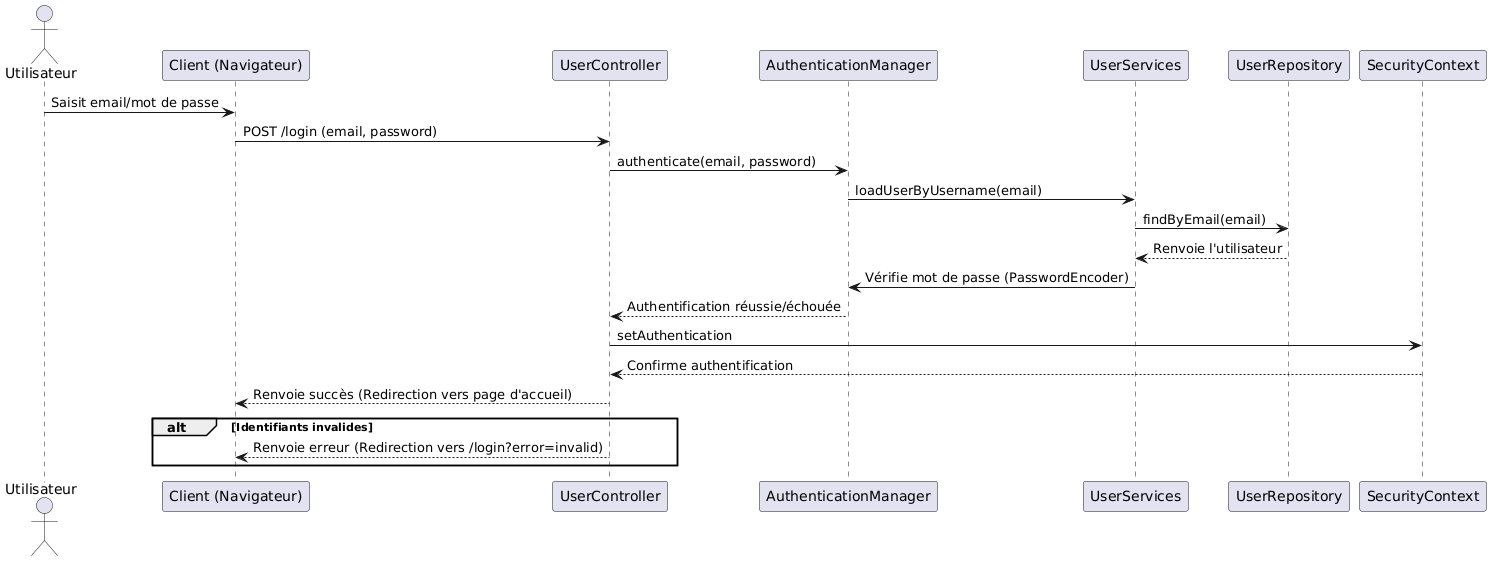 Utilisateur
Client (Navigateur)
UserController
AuthenticationManager
UserServices
UserRepository
SecurityContext
Saisit email/mot de passe
POST /login (email, password)
authenticate(email, password)
loadUserByUsername(email)
findByEmail(email)
Renvoie l'utilisateur
Vérifie mot de passe (PasswordEncoder)
Authentification réussie/échouée
setAuthentication
Confirme authentification
Renvoie succès (Redirection vers page d'accueil)
alt [Identifiants invalides]
Renvoie erreur (Redirection vers /login?error=invalid)
Utilisateur
Client (Navigateur)
UserController
AuthenticationManager
UserServices
UserRepository
SecurityContext